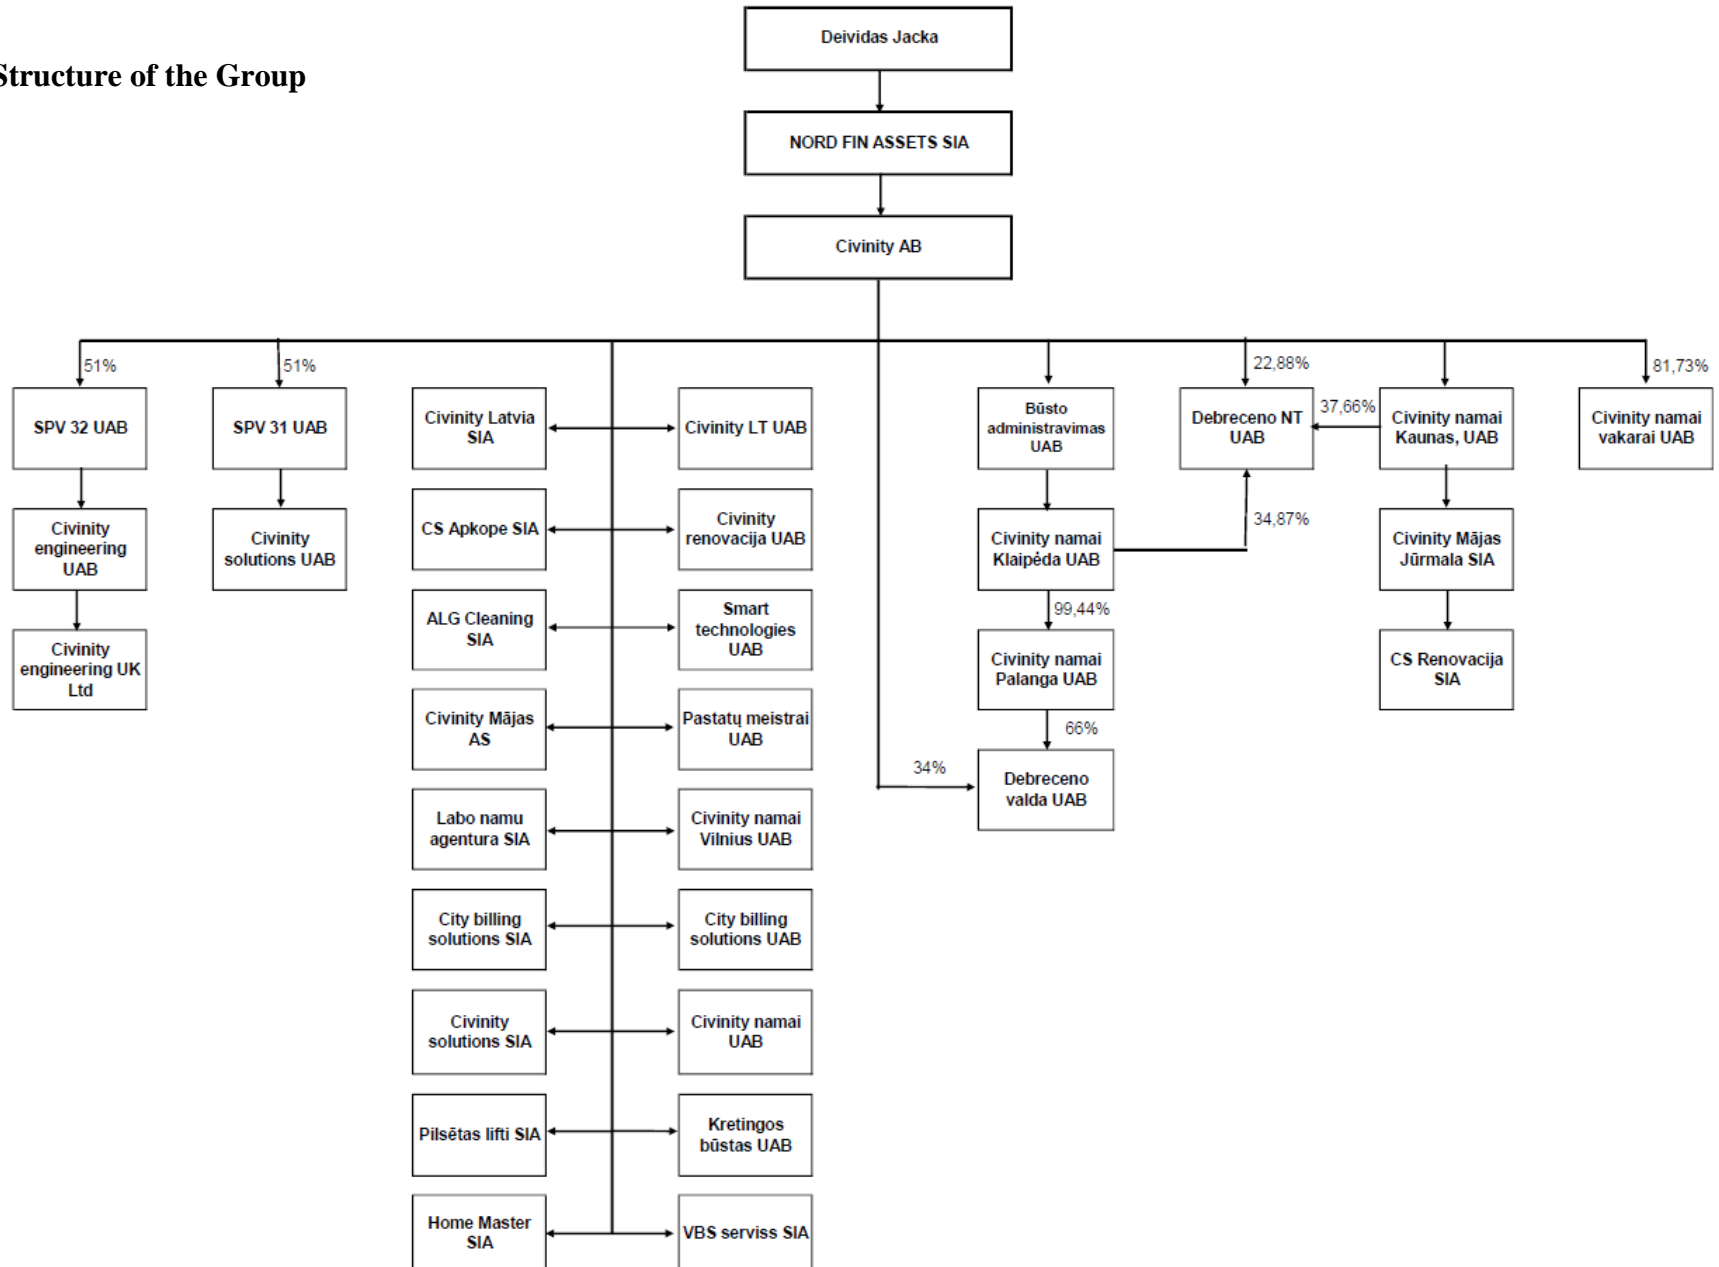 Deividas Jacka
Structure of the Group
NORD FIN ASSETS SIA
Civinity AB
51%
51%
22,88%
81,73%
SPV 32 UAB
SPV 31 UAB
Civinity Latvia
SIA
Civinity LT UAB
Būsto
administravimas
UAB
Debreceno NT
UAB
37,66%
Civinity namai
Kaunas, UAB
Civinity namai
vakarai UAB
Civinity
engineering
UAB
Civinity
solutions UAB
CS Apkope SIA
Civinity
renovacija UAB
Civinity namai
Klaipėda UAB
34,87%
Civinity Mājas
Jūrmala SIA
Civinity
engineering UK
Ltd
ALG Cleaning
SIA
Smart
technologies
UAB
99,44%
Civinity namai
Palanga UAB
CS Renovacija
SIA
Civinity Mājas
AS
Pastatų meistrai
UAB
66%
34%
Debreceno
valda UAB
Labo namu
agentura SIA
Civinity namai
Vilnius UAB
City billing
solutions SIA
City billing
solutions UAB
Civinity
solutions SIA
Civinity namai
UAB
Pilsētas lifti SIA
Kretingos
būstas UAB
Home Master
SIA
VBS serviss SIA